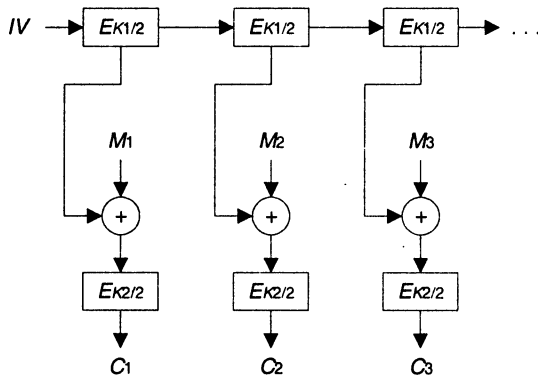 IV EK1/2 EK1/2 EK1/2 ...
M1 M2 M3
+ + +
EK2/2 EK2/2 EK2/2
C1 C2 C3